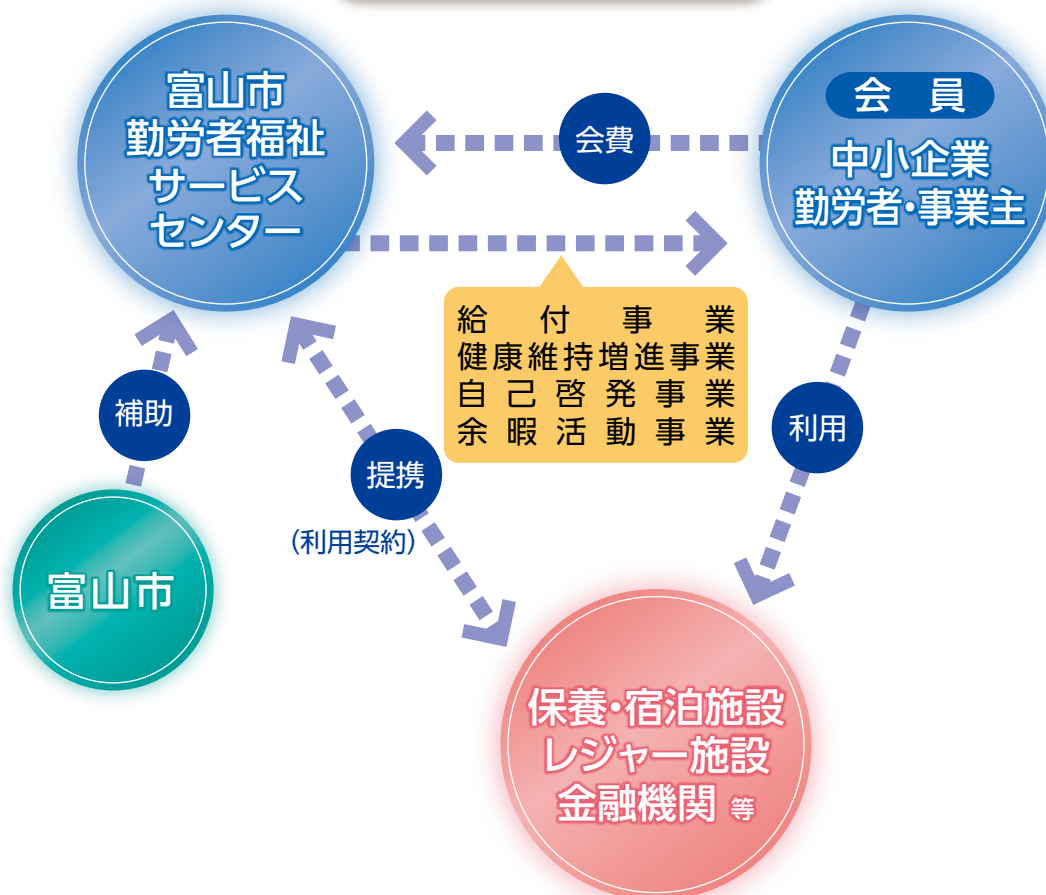 富山市
勤労者福祉
サービス
センター
会費
会員
中小企業
勤労者・事業主
給付事業
健康維持増進事業
自己啓発事業
余暇活動事業
補助
提携
(利用契約)
利用
富山市
保養・宿泊施設
レジャー施設
金融機関 等